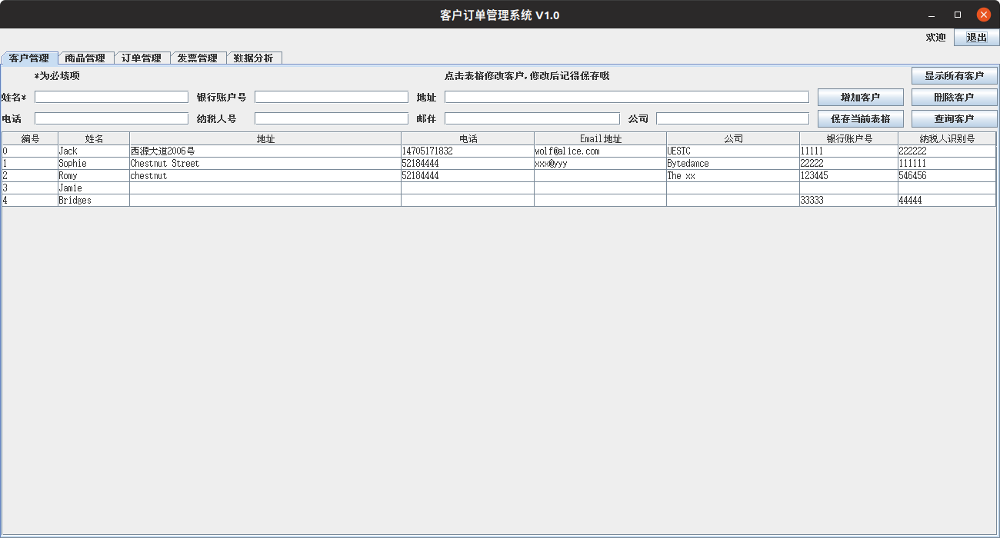 客户订单管理系统 V1.0
欢迎 退出
客户管理 商品管理 订单管理 发票管理 数据分析
*为必填项 点击表格修改客户,修改后记得保存哦 显示所有客户
姓名* 银行账户号 地址 增加客户 删除客户
电话 纳税人号 邮件 公司 保存当前表格 查询客户
编号 姓名 地址 电话 Email地址 公司 银行账户号 纳税人识别号
0 Jack 西源大道2006号 14705171832 wolf@alice.com UESTC 11111 222222
1 Sophie Chestnut Street 52184444 xxx@yyy Bytedance 22222 111111
2 Romy chestnut 52184444 The xx 123445 546456
3 Jamie
4 Bridges 33333 44444